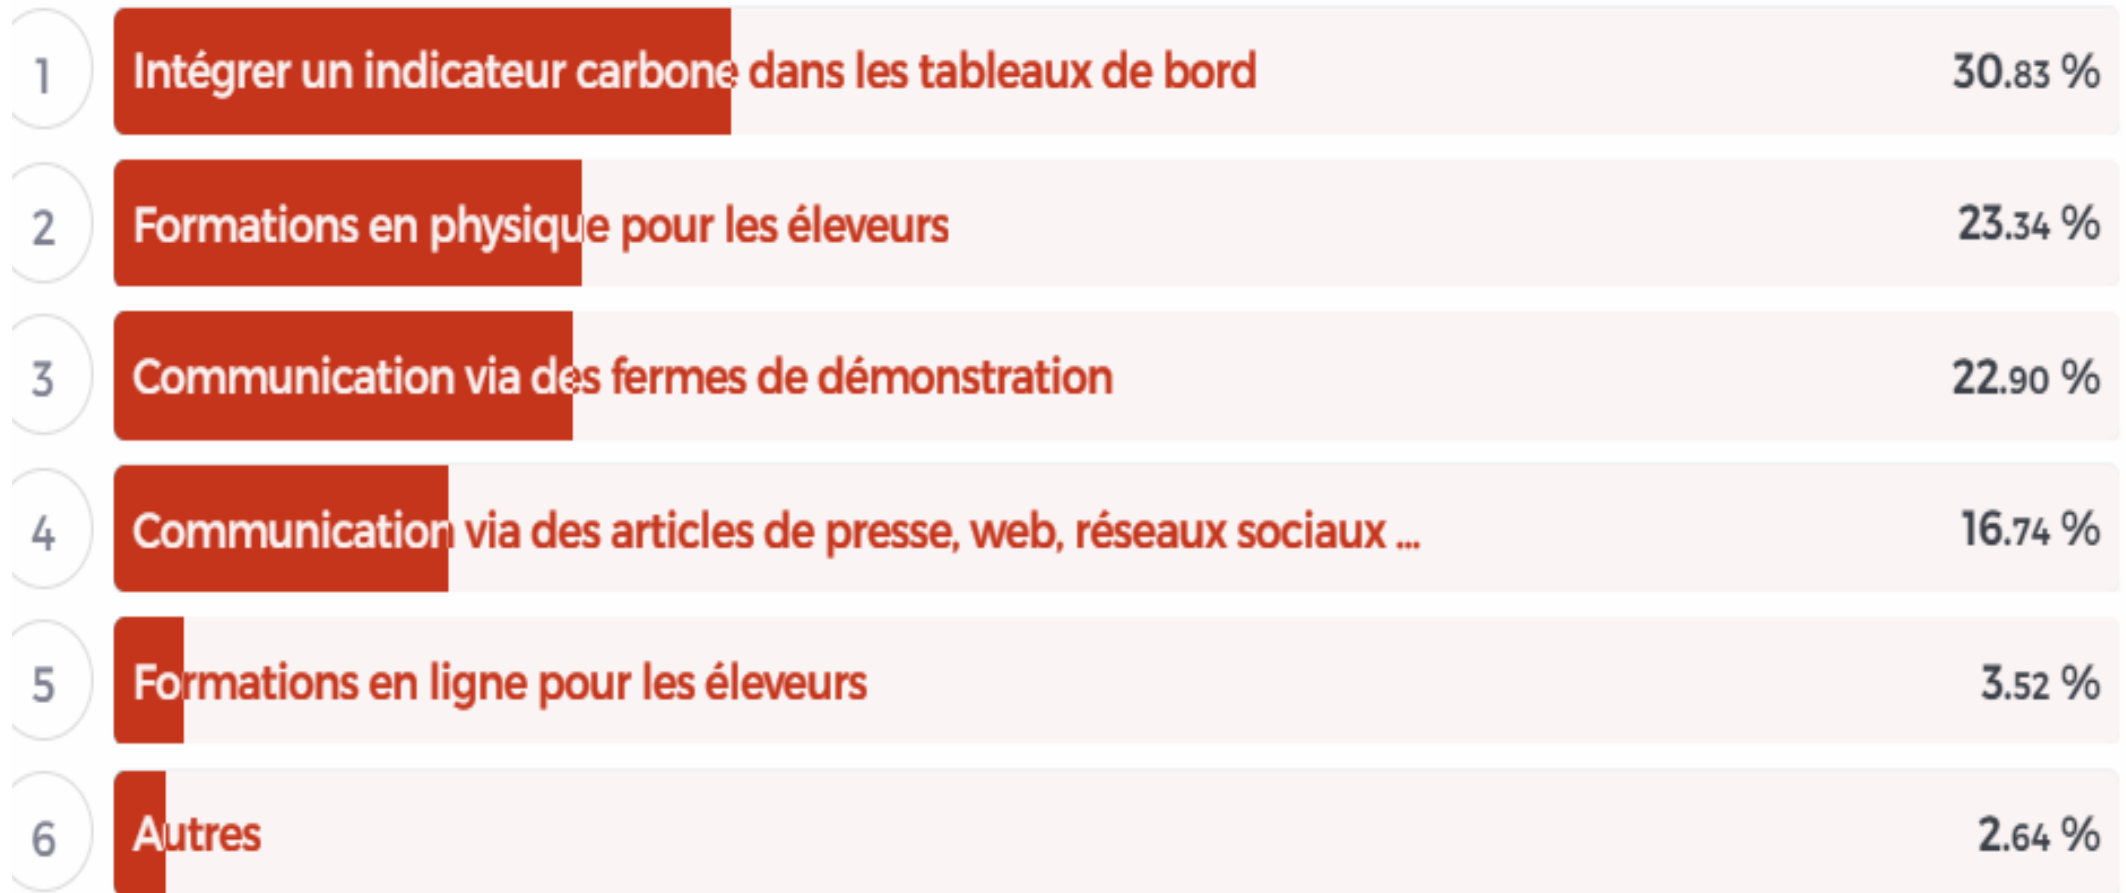 1 Intégrer un indicateur carbone dans les tableaux de bord 30.83 %
2 Formations en physique pour les éleveurs 23.34 %
3 Communication via des fermes de démonstration 22.90 %
4 Communication via des articles de presse, web, réseaux sociaux ... 16.74 %
5 Formations en ligne pour les éleveurs 3.52 %
6 Autres 2.64 %